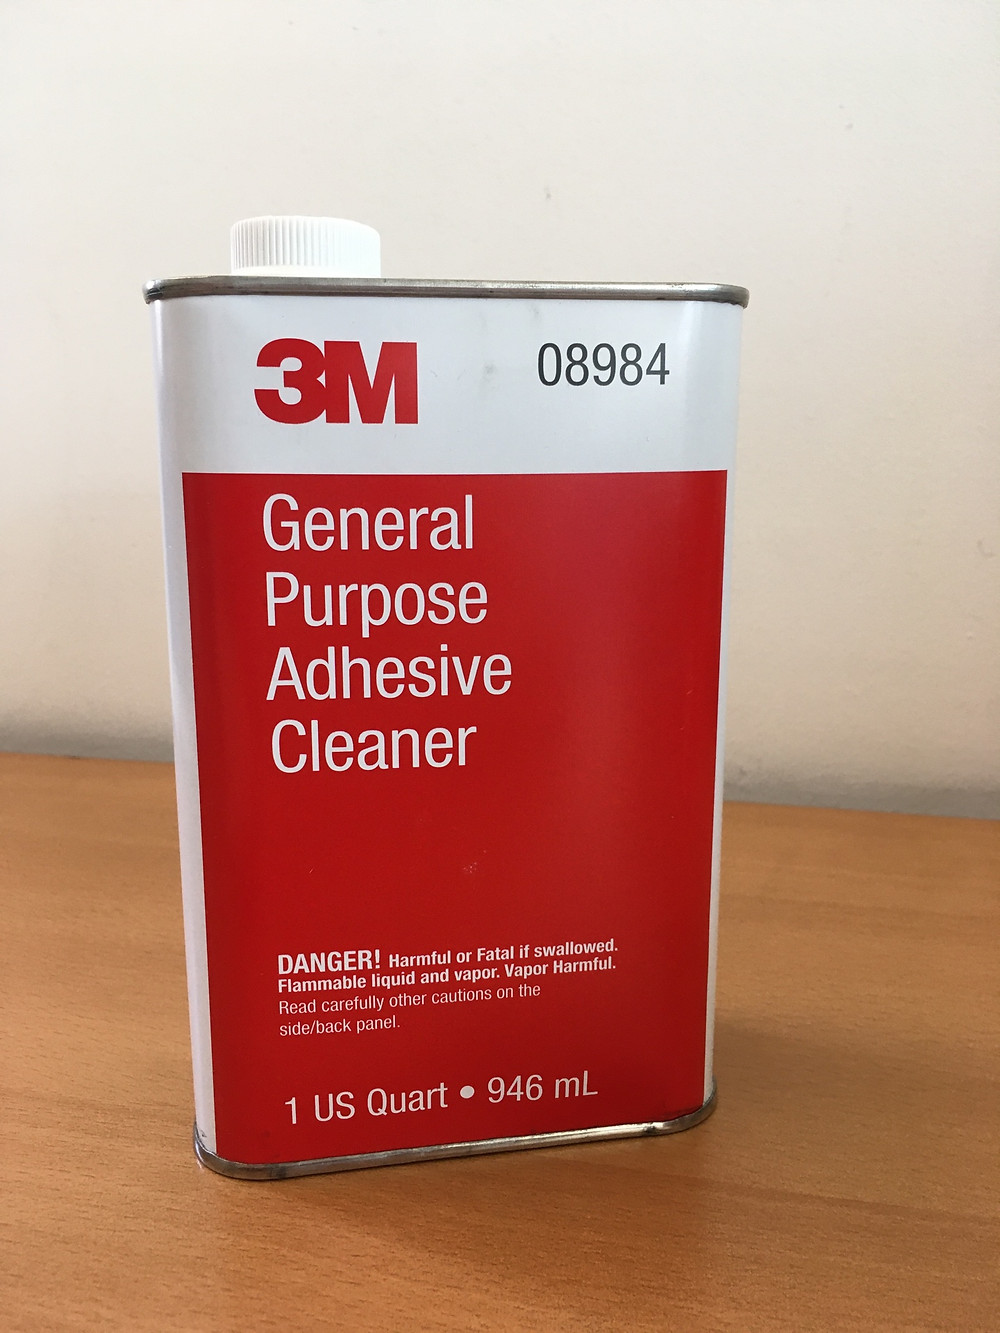 3M
08984
General
Purpose
Adhesive
Cleaner
DANGER! Harmful or Fatal if swallowed.
Flammable liquid and vapor. Vapor Harmful.
Read carefully other cautions on the
side/back panel.
1 US Quart • 946 mL